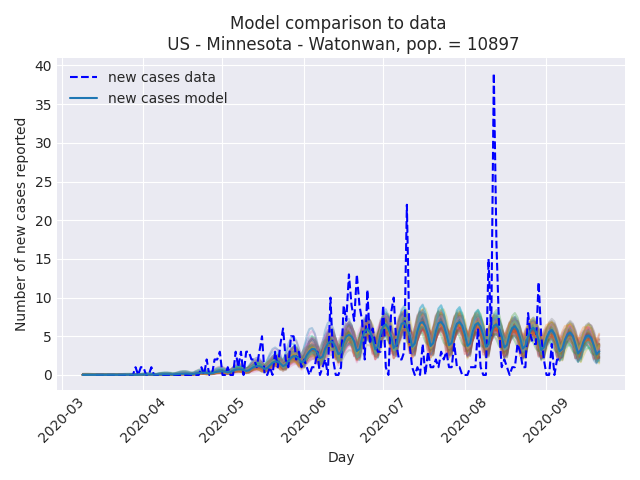 Model comparison to data
US - Minnesota - Watonwan, pop. = 10897
new cases data
new cases model
Number of new cases reported
40
35
30
25
20
15
10
5
0
2020-03
2020-04
2020-05
2020-06
2020-07
2020-08
2020-09
Day